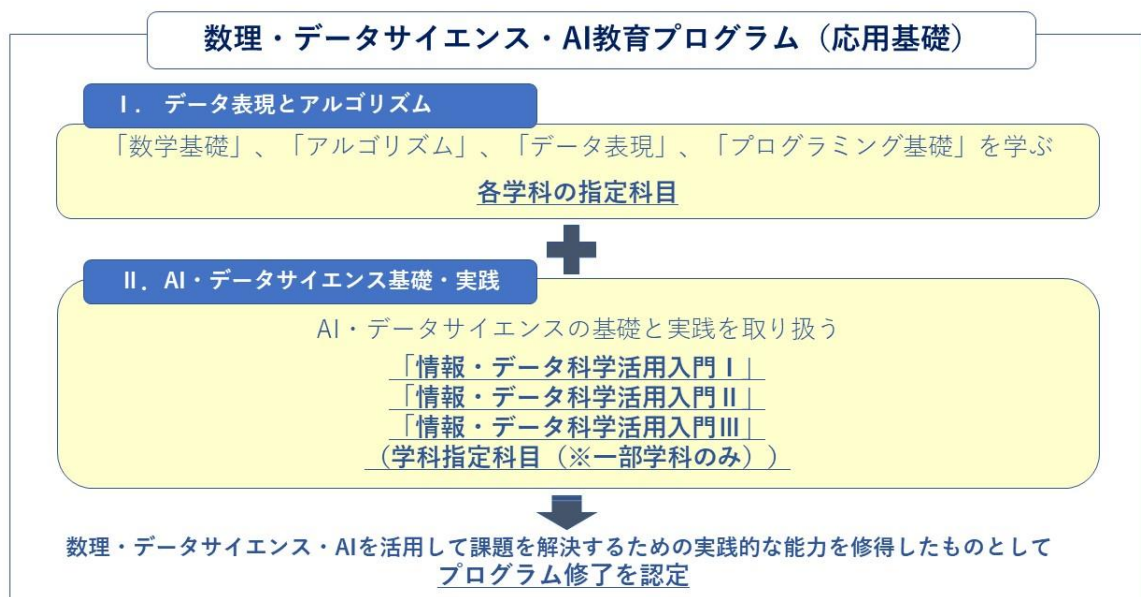 数理・データサイエンス・AI教育プログラム（応用基礎）
Ⅰ． データ表現とアルゴリズム
「数学基礎」、「アルゴリズム」、「データ表現」、「プログラミング基礎」を学ぶ
各学科の指定科目
Ⅱ．AI・データサイエンス基礎・実践
AI・データサイエンスの基礎と実践を取り扱う
「情報・データ科学活用入門Ⅰ」
「情報・データ科学活用入門Ⅱ」
「情報・データ科学活用入門Ⅲ」
（学科指定科目（※一部学科のみ））
数理・データサイエンス・AIを活用して課題を解決するための実践的な能力を修得したものとして
プログラム修了を認定